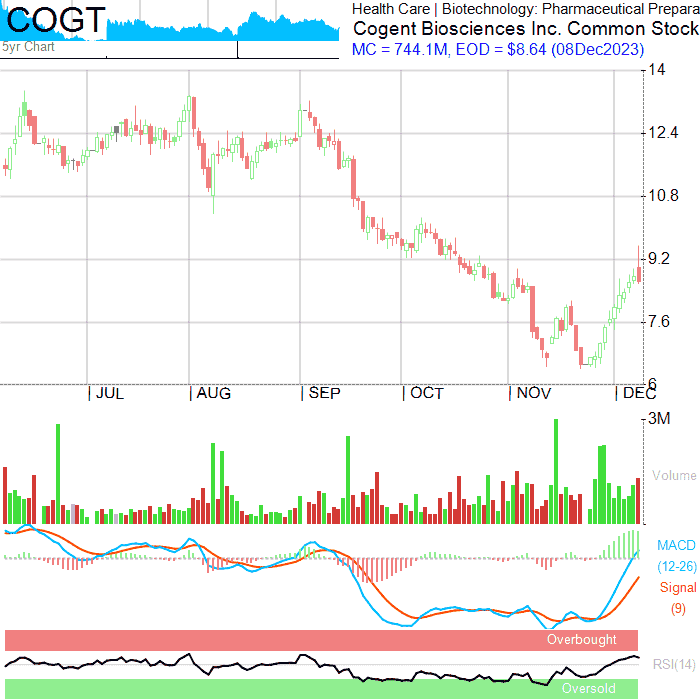 COGT
5yr Chart
Health Care | Biotechnology: Pharmaceutical Prepara
Cogent Biosciences Inc. Common Stock
MC = 744.1M, EOD = $8.64 (08Dec2023)
14
12.4
10.8
9.2
7.6
6
JUL
AUG
SEP
OCT
NOV
DEC
3M
Volume
MACD
(12-26)
Signal
(9)
Overbought
RSI(14)
Oversold